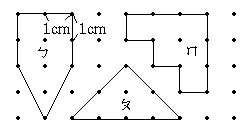 1cm 1cm
ㄅ ㄇ
ㄆ